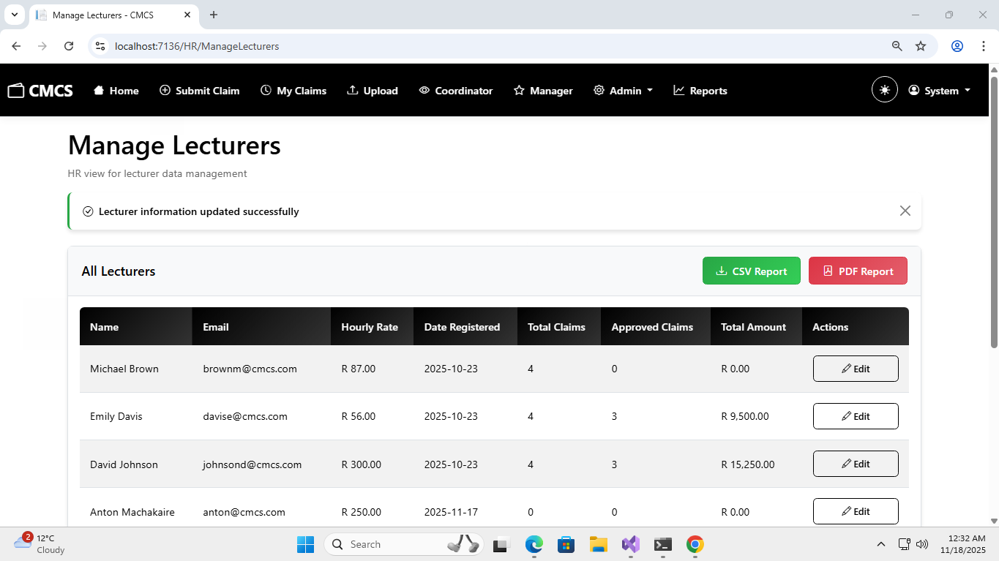 Manage Lecturers - CMCS
localhost:7136/HR/ManageLecturers
CMCS Home Submit Claim My Claims Upload Coordinator Manager Admin Reports System
Manage Lecturers
HR view for lecturer data management
Lecturer information updated successfully
All Lecturers CSV Report PDF Report
Name Email Hourly Rate Date Registered Total Claims Approved Claims Total Amount Actions
Michael Brown brownm@cmcs.com R 87.00 2025-10-23 4 0 R 0.00 Edit
Emily Davis davise@cmcs.com R 56.00 2025-10-23 4 3 R 9,500.00 Edit
David Johnson johnsond@cmcs.com R 300.00 2025-10-23 4 3 R 15,250.00 Edit
Anton Machakaire anton@cmcs.com R 250.00 2025-11-17 0 0 R 0.00 Edit
2 12°C Search 12:32 AM
Cloudy 11/18/2025